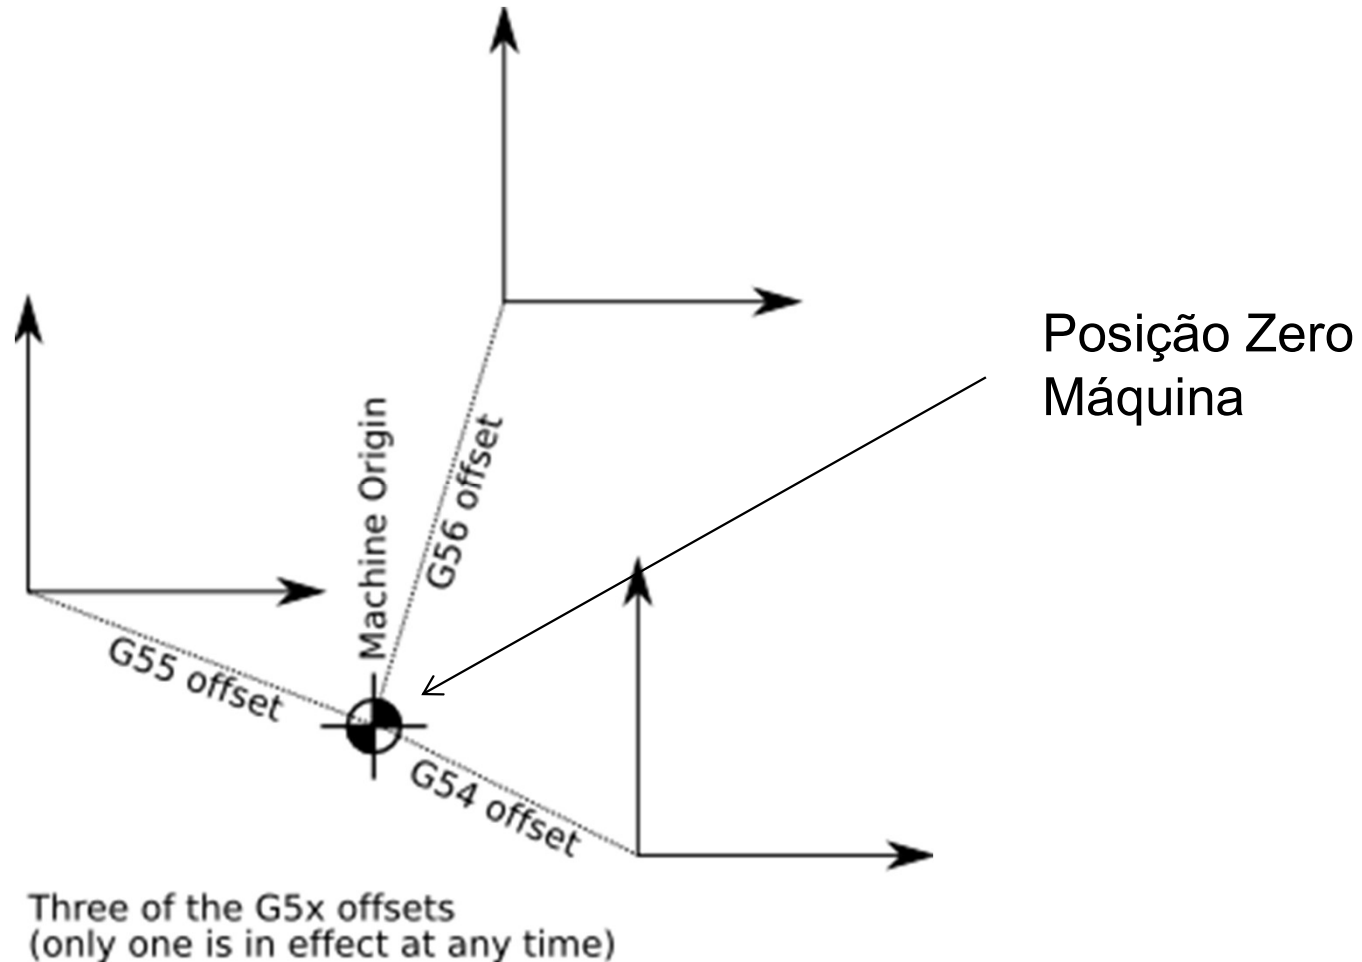 Posição Zero
Máquina
Machine Origin
G56 offset
G55 offset
G54 offset
Three of the G5x offsets
(only one is in effect at any time)